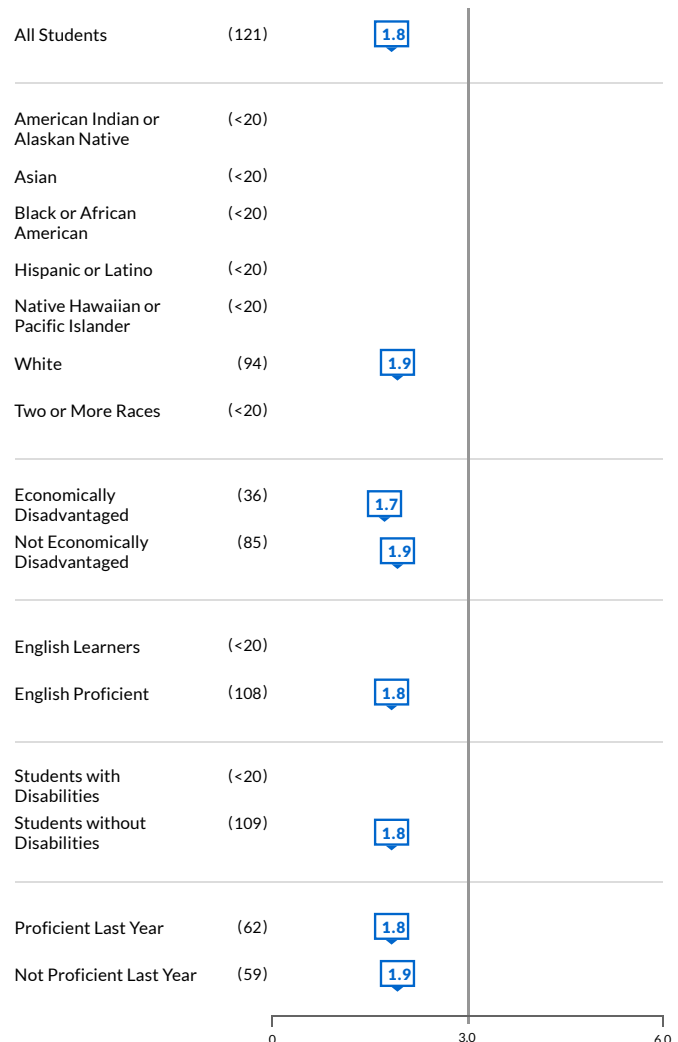 All Students (121) 1.8
American Indian or (<20)
Alaskan Native
Asian (<20)
Black or African (<20)
American
Hispanic or Latino (<20)
Native Hawaiian or (<20)
Pacific Islander
White (94) 1.9
Two or More Races (<20)
Economically (36) 1.7
Disadvantaged
Not Economically (85) 1.9
Disadvantaged
English Learners (<20)
English Proficient (108) 1.8
Students with (<20)
Disabilities
Students without (109) 1.8
Disabilities
Proficient Last Year (62) 1.8
Not Proficient Last Year (59) 1.9
0 3.0 6.0